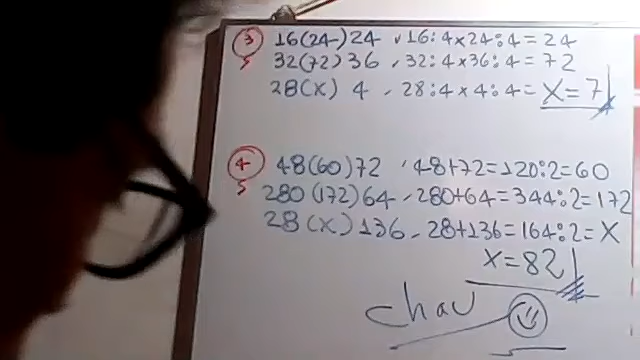 3 16(24)24 , 16:4x24:4=24
32(72)36 , 32:4x36:4=72
28(x) 4 , 28:4x4:4= x=7
4 48(60)72 , 48+72=120:2=60
280(172)64 , 280+64=344:2=172
28(x)136 , 28+136=164:2=x
x=82
chau